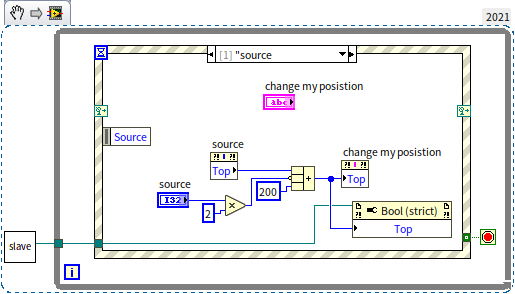 2021
[1] "source
change my posistion
abc
Source
source
Top
change my posistion
Top
source
I32
200
+
×
2
Bool (strict)
Top
slave
i